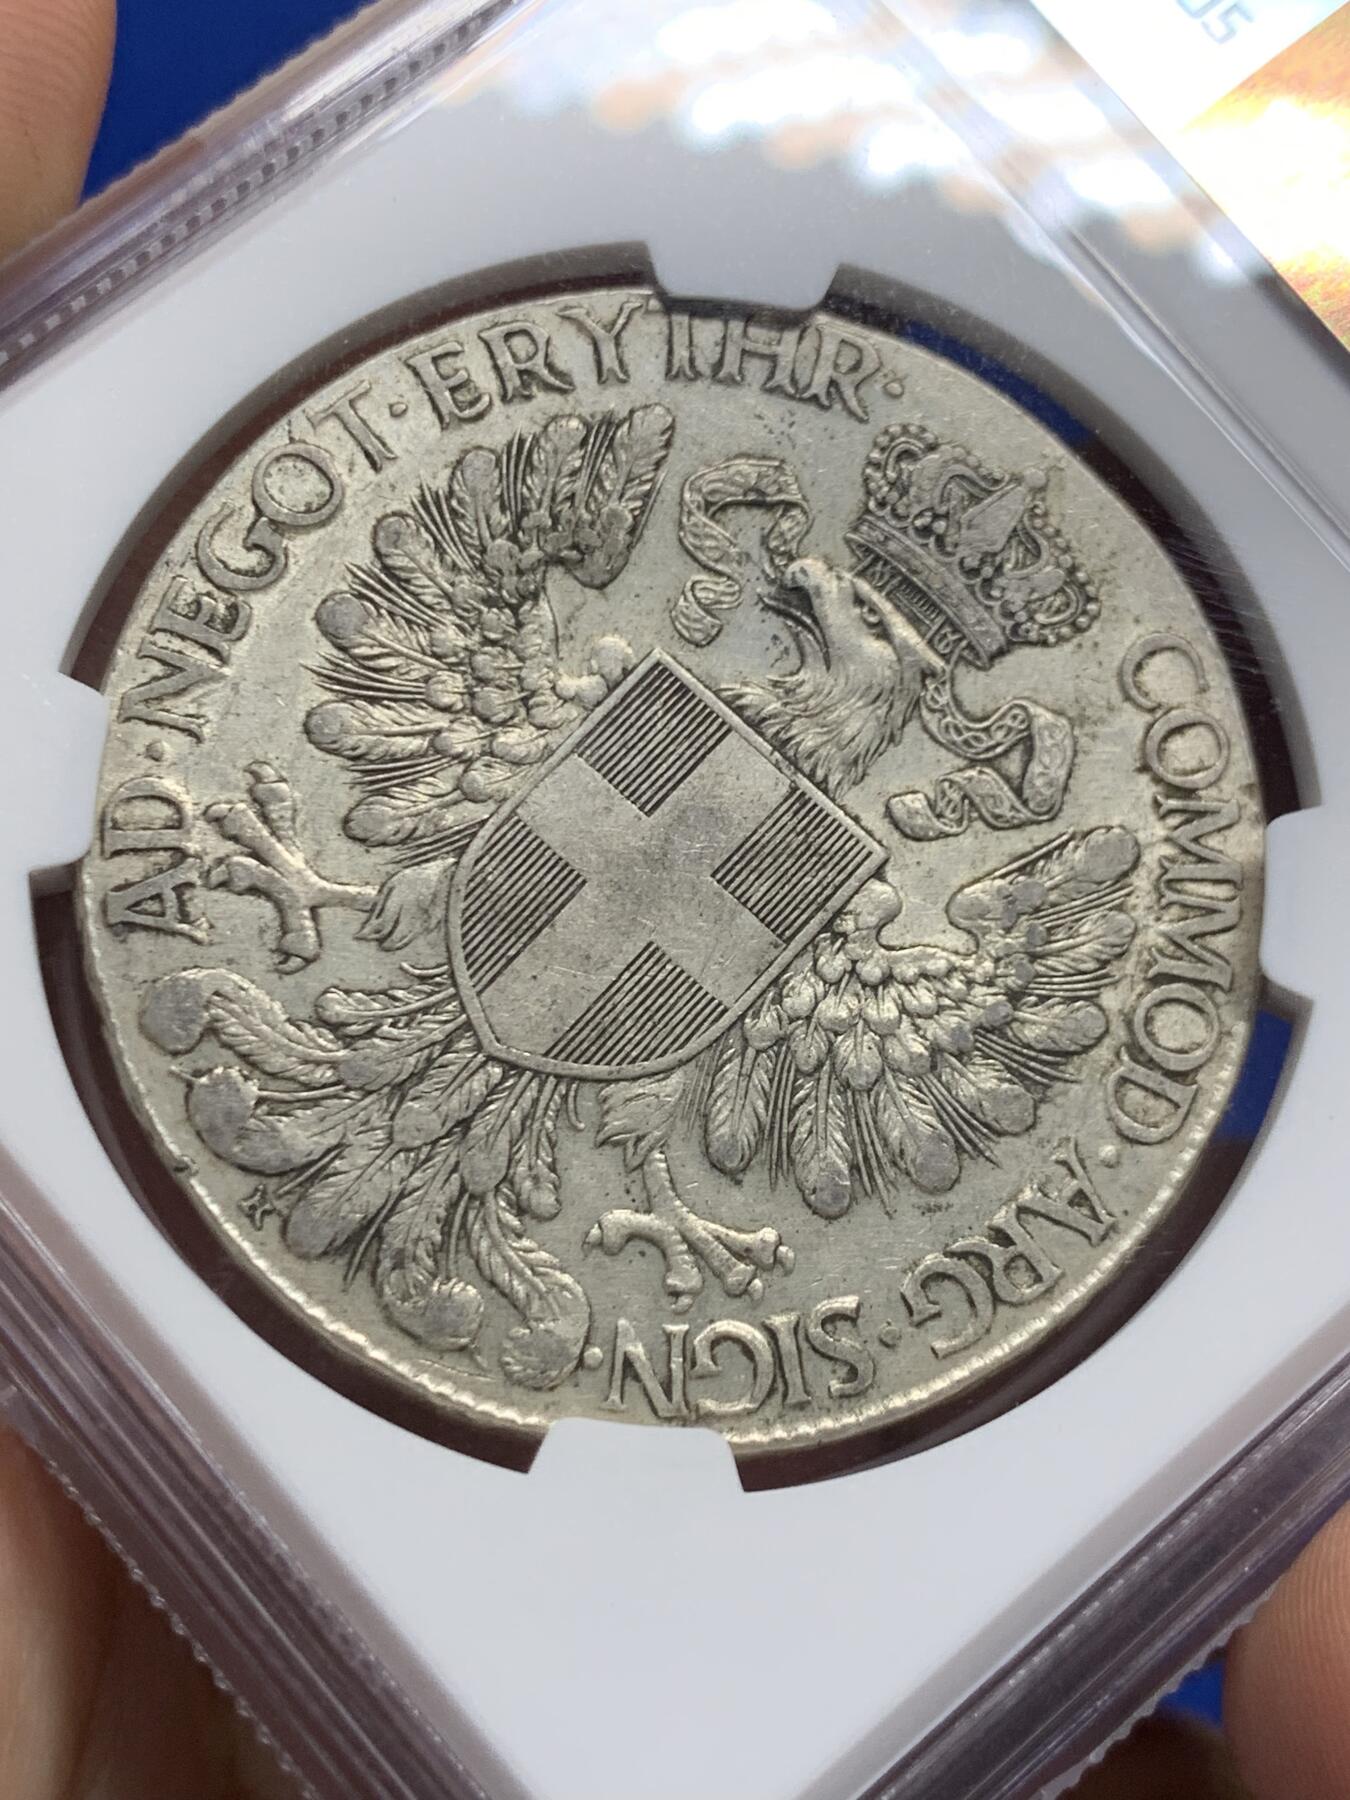 AD · NEGOT · ERYTHR · COMMOD · ARG · SIGN ·